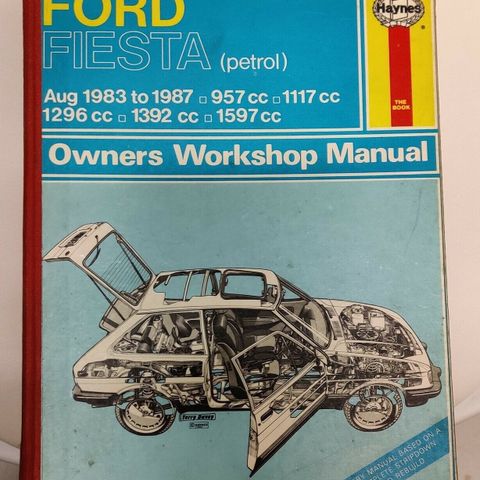 FORD
FIESTA (petrol)
Haynes
®
THE
BOOK
Aug 1983 to 1987 □ 957 cc □ 1117 cc
1296 cc □ 1392 cc □ 1597 cc
Owners Workshop Manual
Terry Davey
MANUAL BASED ON A
STRIPDOWN
REBUILD